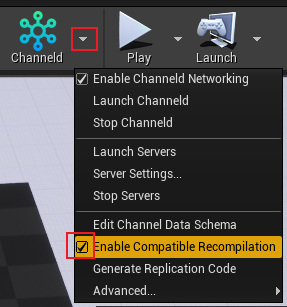 Channeld Play Launch
Enable Channeld Networking
Launch Channeld
Stop Channeld
Launch Servers
Server Settings...
Stop Servers
Edit Channel Data Schema
Enable Compatible Recompilation
Generate Replication Code
Advanced...